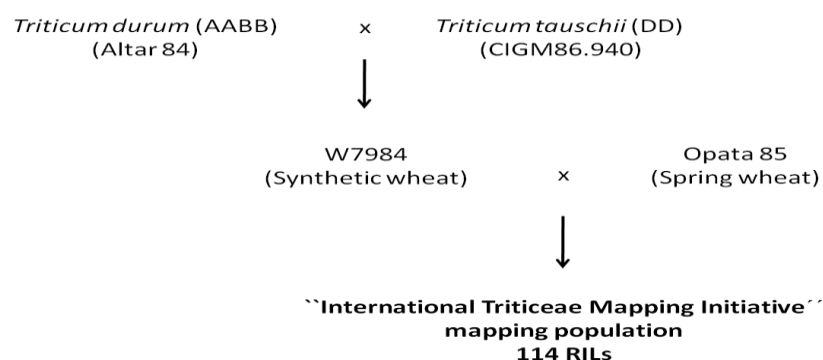 Triticum durum (AABB) x Triticum tauschii (DD)
(Altar 84) (CIGM86.940)
W7984 Opata 85
(Synthetic wheat) x (Spring wheat)
``International Triticeae Mapping Initiative´´
mapping population
114 RILs